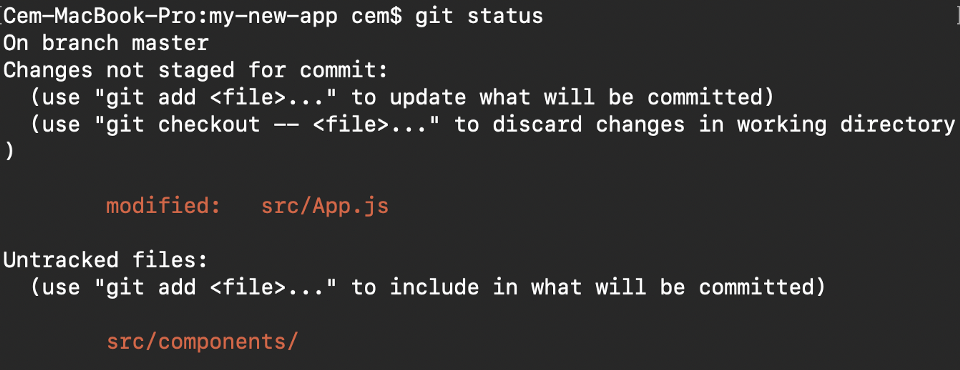 [Cem-MacBook-Pro:my-new-app cem$ git status
On branch master
Changes not staged for commit:
  (use "git add <file>..." to update what will be committed)
  (use "git checkout -- <file>..." to discard changes in working directory
)
        modified:   src/App.js
Untracked files:
  (use "git add <file>..." to include in what will be committed)
        src/components/